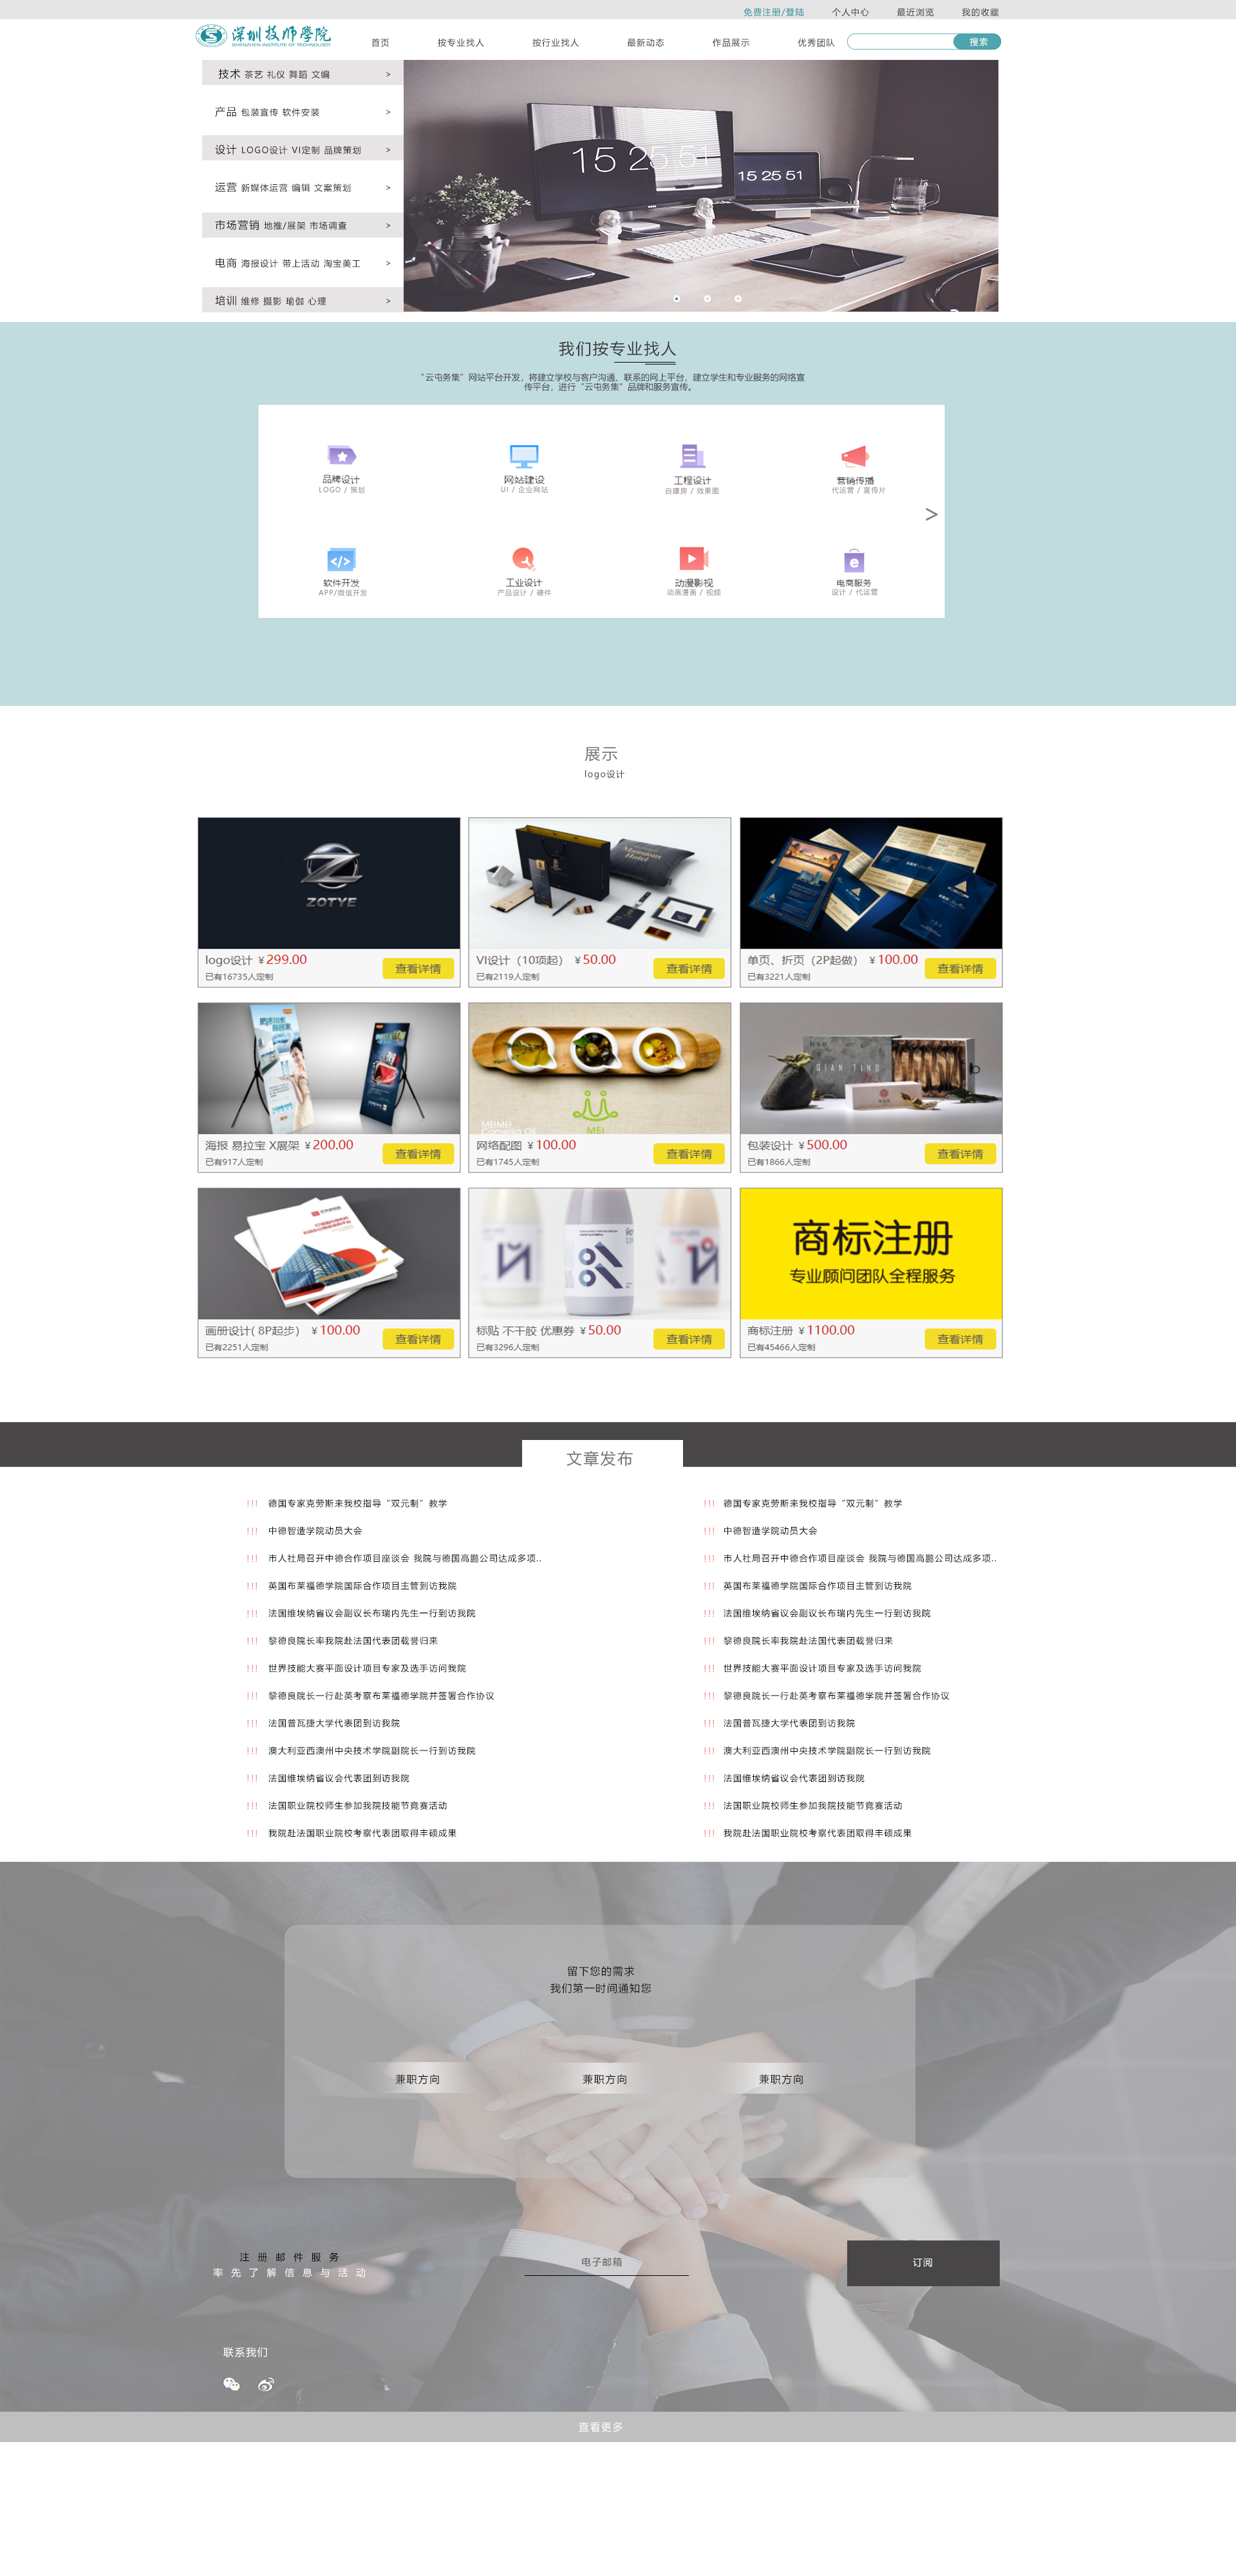 免费注册/登陆 个人中心 最近浏览 我的收藏
深圳技师學院
SHENZHEN INSTITUTE OF TECHNOLOGY
首页 按专业找人 按行业找人 最新动态 作品展示 优秀团队 搜索
技术 茶艺 礼仪 舞蹈 文编 >
产品 包装宣传 软件安装 >
设计 LOGO设计 VI定制 品牌策划 >
运营 新媒体运营 编辑 文案策划 >
市场营销 地推/展架 市场调查 >
电商 海报设计 带上活动 淘宝美工 >
培训 维修 摄影 瑜伽 心理 >
15 25 51
15 25 51
我们按专业找人
“云屯务集”网站平台开发，将建立学校与客户沟通、联系的网上平台，建立学生和专业服务的网络宣
传平台，进行“云屯务集”品牌和服务宣传。
品牌设计 网站建设 工程设计 营销传播
LOGO / 策划 UI / 企业网站 自建房 / 效果图 代运营 / 宣传片
>
软件开发 工业设计 动漫影视 电商服务
APP/微信开发 产品设计 / 硬件 动画漫画 / 视频 设计 / 代运营
展示
logo设计
ZOTYE
logo设计 ¥299.00 查看详情
已有16735人定制
VI设计（10项起） ¥50.00 查看详情
已有2119人定制
单页、折页（2P起做） ¥100.00 查看详情
已有3221人定制
海报 易拉宝 X展架 ¥200.00 查看详情
已有917人定制
MEIMEI
MEI
网络配图 ¥100.00 查看详情
已有1745人定制
QIAN TING
包装设计 ¥500.00 查看详情
已有1866人定制
画册设计( 8P起步） ¥100.00 查看详情
已有2251人定制
标贴 不干胶 优惠券 ¥50.00 查看详情
已有3296人定制
商标注册
专业顾问团队全程服务
商标注册 ¥1100.00 查看详情
已有45466人定制
文章发布
!!! 德国专家克劳斯来我校指导“双元制”教学
!!! 中德智造学院动员大会
!!! 市人社局召开中德合作项目座谈会 我院与德国高鹏公司达成多项..
!!! 英国布莱福德学院国际合作项目主管到访我院
!!! 法国维埃纳省议会副议长布瑞内先生一行到访我院
!!! 黎德良院长率我院赴法国代表团载誉归来
!!! 世界技能大赛平面设计项目专家及选手访问我院
!!! 黎德良院长一行赴英考察布莱福德学院并签署合作协议
!!! 法国普瓦捷大学代表团到访我院
!!! 澳大利亚西澳州中央技术学院副院长一行到访我院
!!! 法国维埃纳省议会代表团到访我院
!!! 法国职业院校师生参加我院技能节竟赛活动
!!! 我院赴法国职业院校考察代表团取得丰硕成果
!!! 德国专家克劳斯来我校指导“双元制”教学
!!! 中德智造学院动员大会
!!! 市人社局召开中德合作项目座谈会 我院与德国高鹏公司达成多项..
!!! 英国布莱福德学院国际合作项目主管到访我院
!!! 法国维埃纳省议会副议长布瑞内先生一行到访我院
!!! 黎德良院长率我院赴法国代表团载誉归来
!!! 世界技能大赛平面设计项目专家及选手访问我院
!!! 黎德良院长一行赴英考察布莱福德学院并签署合作协议
!!! 法国普瓦捷大学代表团到访我院
!!! 澳大利亚西澳州中央技术学院副院长一行到访我院
!!! 法国维埃纳省议会代表团到访我院
!!! 法国职业院校师生参加我院技能节竟赛活动
!!! 我院赴法国职业院校考察代表团取得丰硕成果
留下您的需求
我们第一时间通知您
兼职方向 兼职方向 兼职方向
注册邮件服务
率先了解信息与活动
电子邮箱
订阅
联系我们
查看更多